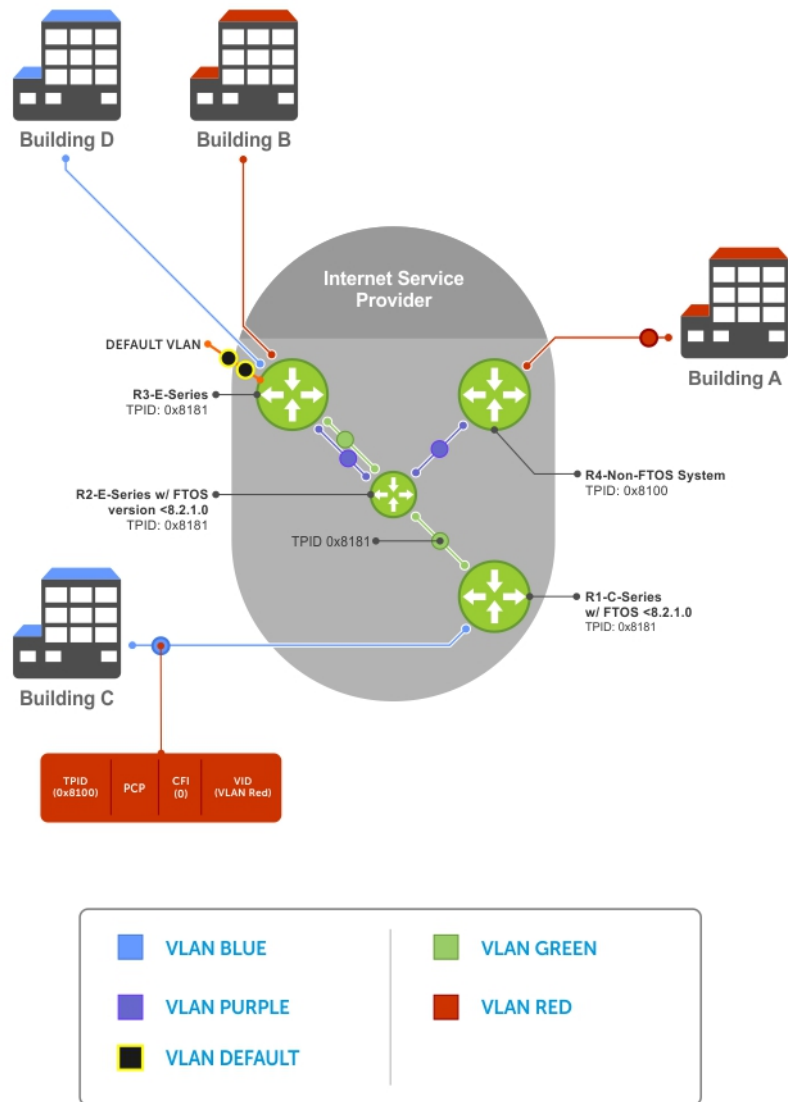 Building D
Building B
Internet Service
Provider
DEFAULT VLAN
Building A
R3-E-Series
TPID: 0x8181
R4-Non-FTOS System
TPID: 0x8100
R2-E-Series w/ FTOS
version <8.2.1.0
TPID: 0x8181
TPID 0x8181
R1-C-Series
w/ FTOS <8.2.1.0
TPID: 0x8181
Building C
TPID
(0x8100)
PCP
CFI
(0)
VID
(VLAN Red)
VLAN BLUE
VLAN GREEN
VLAN PURPLE
VLAN RED
VLAN DEFAULT